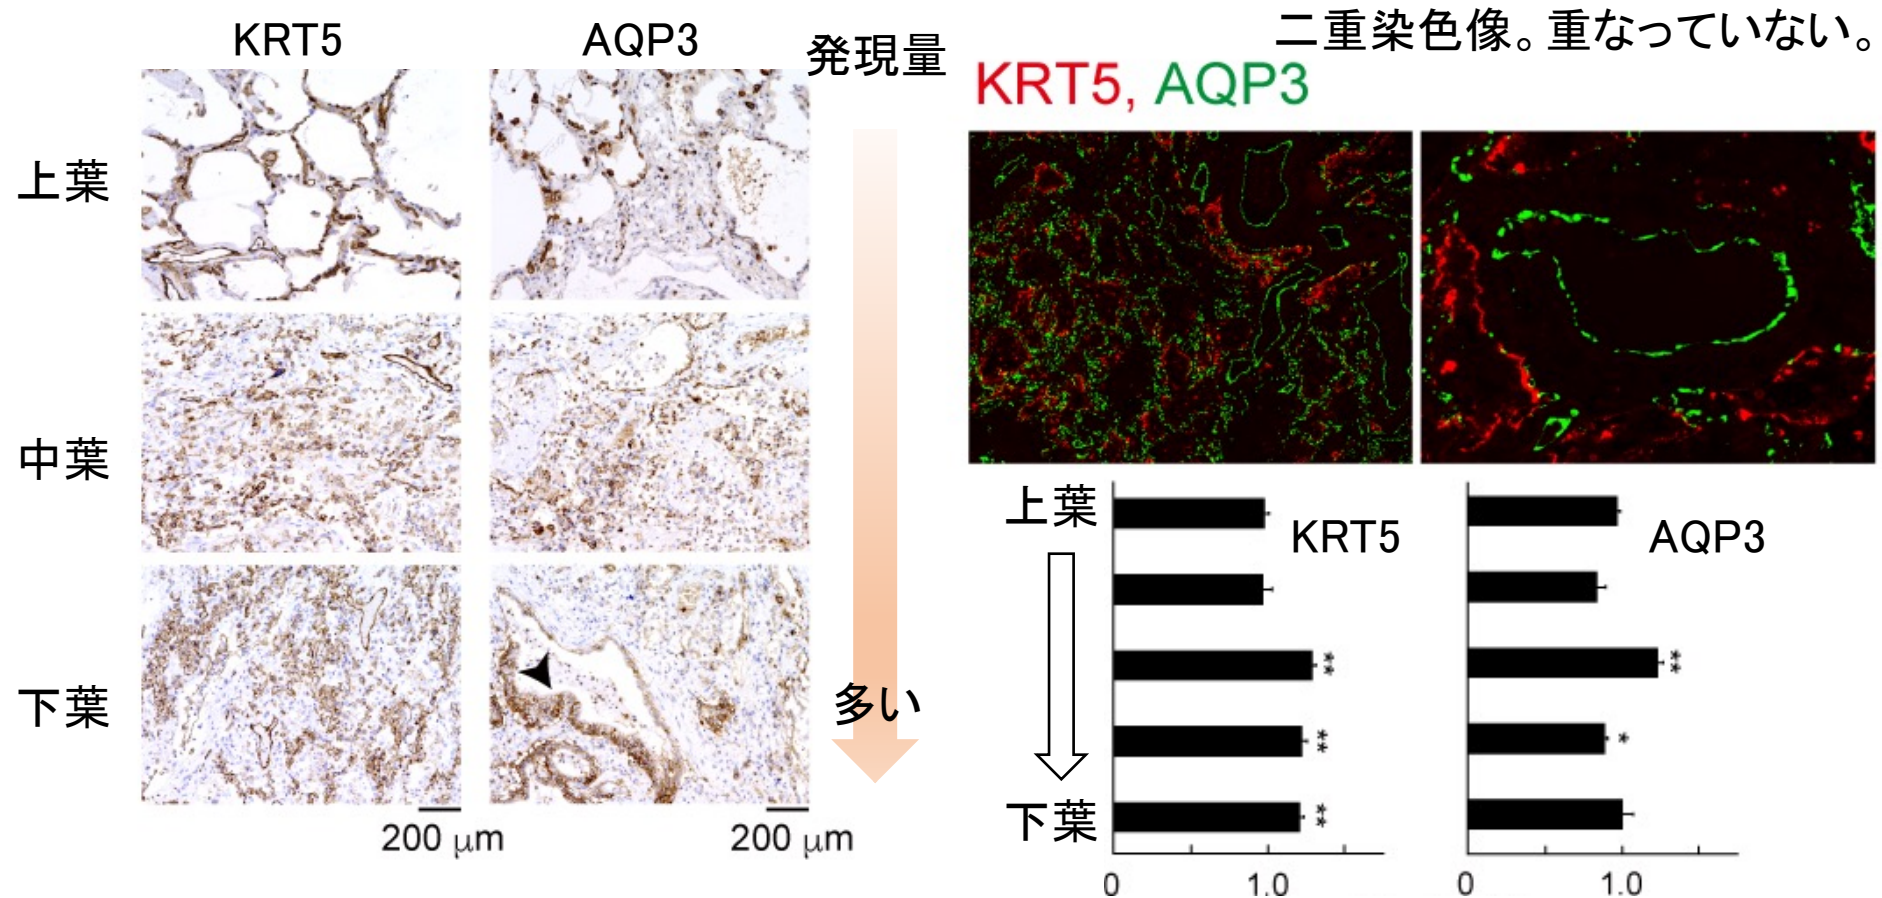 KRT5
AQP3
発現量
上葉
中葉
下葉
多い
200 μm
200 μm
二重染色像。重なっていない。
KRT5, AQP3
上葉
下葉
KRT5
**
**
**
0
1.0
AQP3
**
*
0
1.0